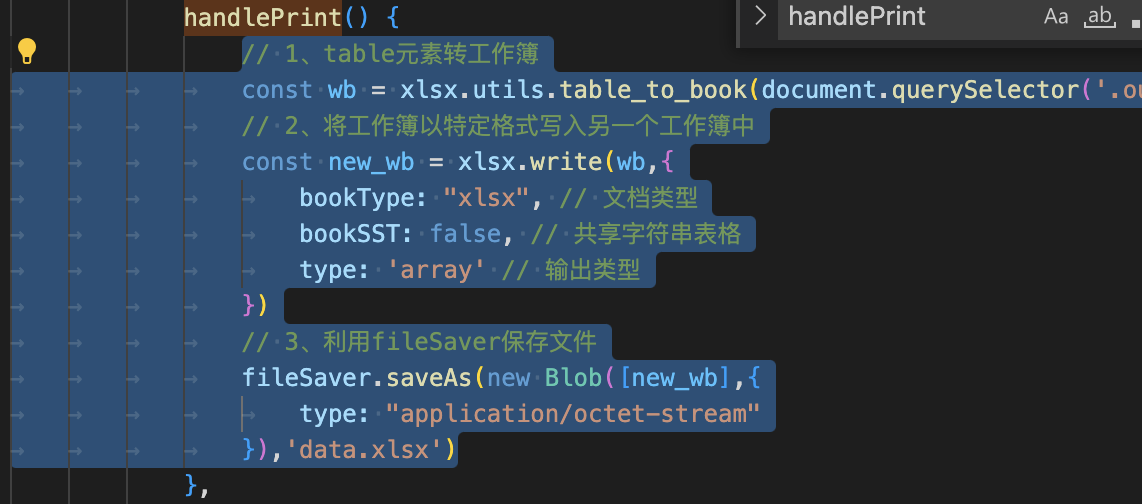 handlePrint() {
handlePrint
Aa
ab
// 1、table元素转工作簿
const wb = xlsx.utils.table_to_book(document.querySelector('.ou
// 2、将工作簿以特定格式写入另一个工作簿中
const new_wb = xlsx.write(wb,{
bookType: "xlsx", // 文档类型
bookSST: false, // 共享字符串表格
type: 'array' // 输出类型
})
// 3、利用fileSaver保存文件
fileSaver.saveAs(new Blob([new_wb],{
type: "application/octet-stream"
}),'data.xlsx')
},